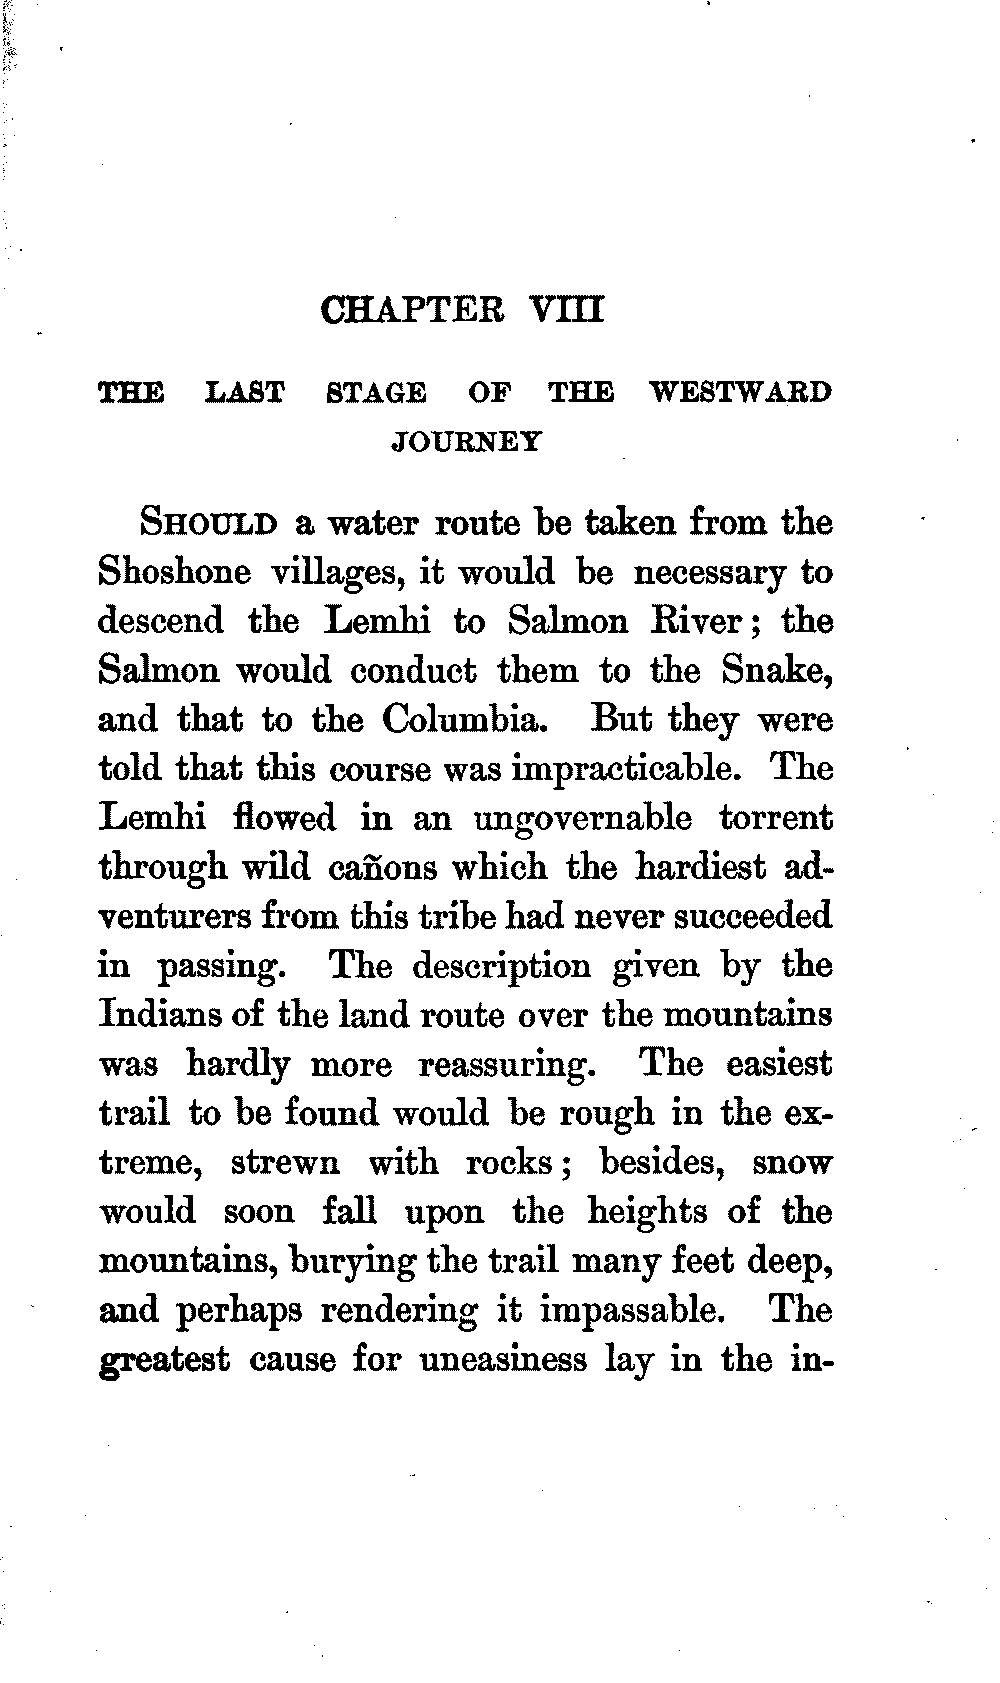 CHAPTER VIII
THE LAST STAGE OF THE WESTWARD
JOURNEY
SHOULD a water route be taken from the
Shoshone villages, it would be necessary to
descend the Lemhi to Salmon River; the
Salmon would conduct them to the Snake,
and that to the Columbia. But they were
told that this course was impracticable. The
Lemhi flowed in an ungovernable torrent
through wild cañons which the hardiest ad-
venturers from this tribe had never succeeded
in passing. The description given by the
Indians of the land route over the mountains
was hardly more reassuring. The easiest
trail to be found would be rough in the ex-
treme, strewn with rocks; besides, snow
would soon fall upon the heights of the
mountains, burying the trail many feet deep,
and perhaps rendering it impassable. The
greatest cause for uneasiness lay in the in-